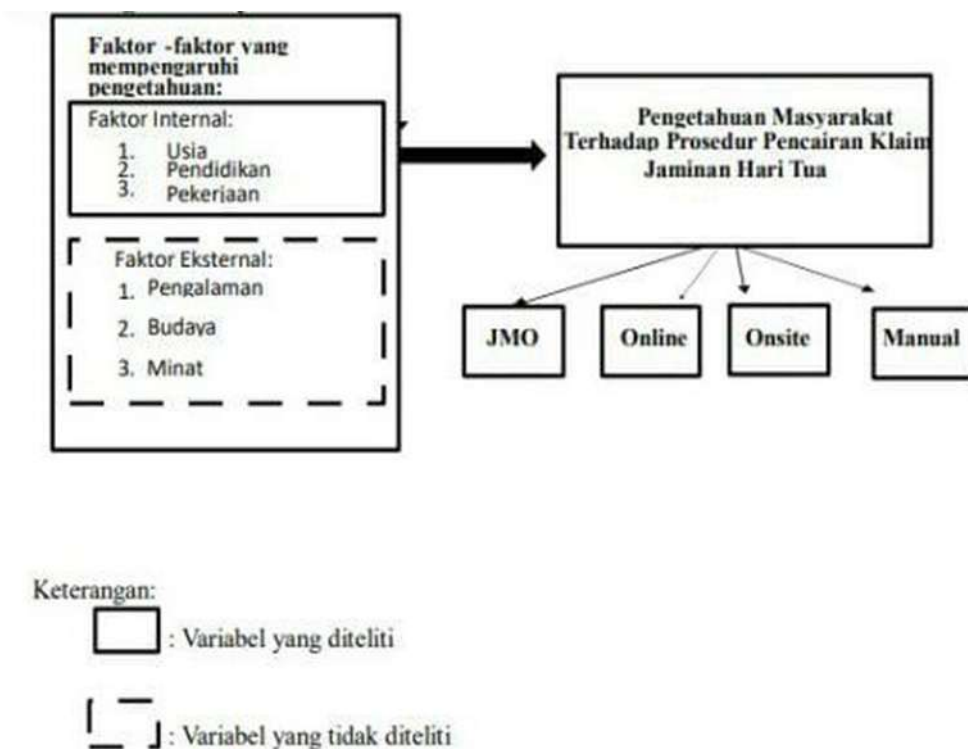 Faktor -faktor yang
mempengaruhi
pengetahuan:
Faktor Internal:
1. Usia
2. Pendidikan
3. Pekerjaan
Faktor Eksternal:
1. Pengalaman
2. Budaya
3. Minat
Pengetahuan Masyarakat
Terhadap Prosedur Pencairan Klaim
Jaminan Hari Tua
JMO
Online
Onsite
Manual
Keterangan:
: Variabel yang diteliti
: Variabel yang tidak diteliti